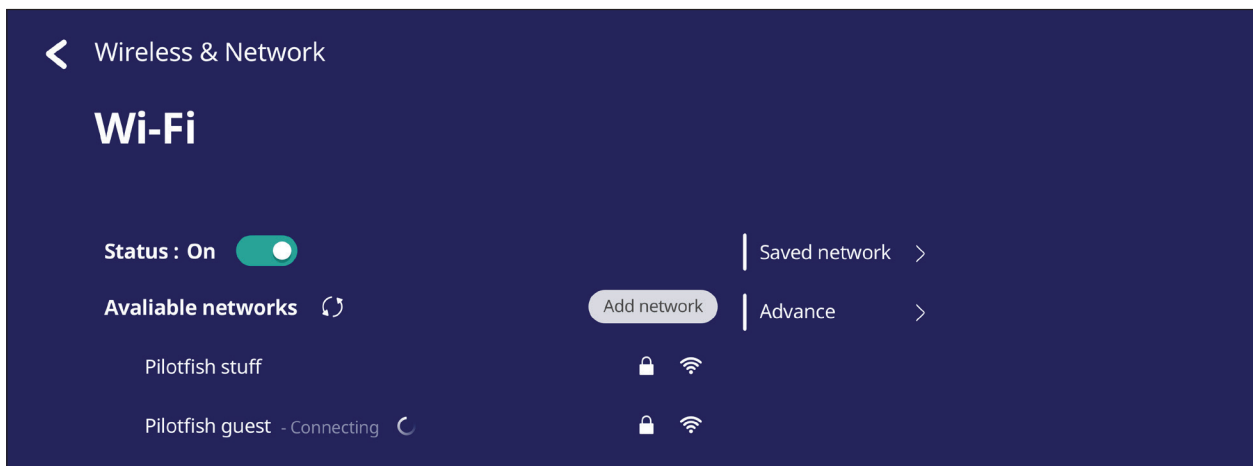 Wireless & Network
Wi-Fi
Status : On
Saved network
Avaliable networks
Add network
Advance
Pilotfish stuff
Pilotfish guest - Connecting